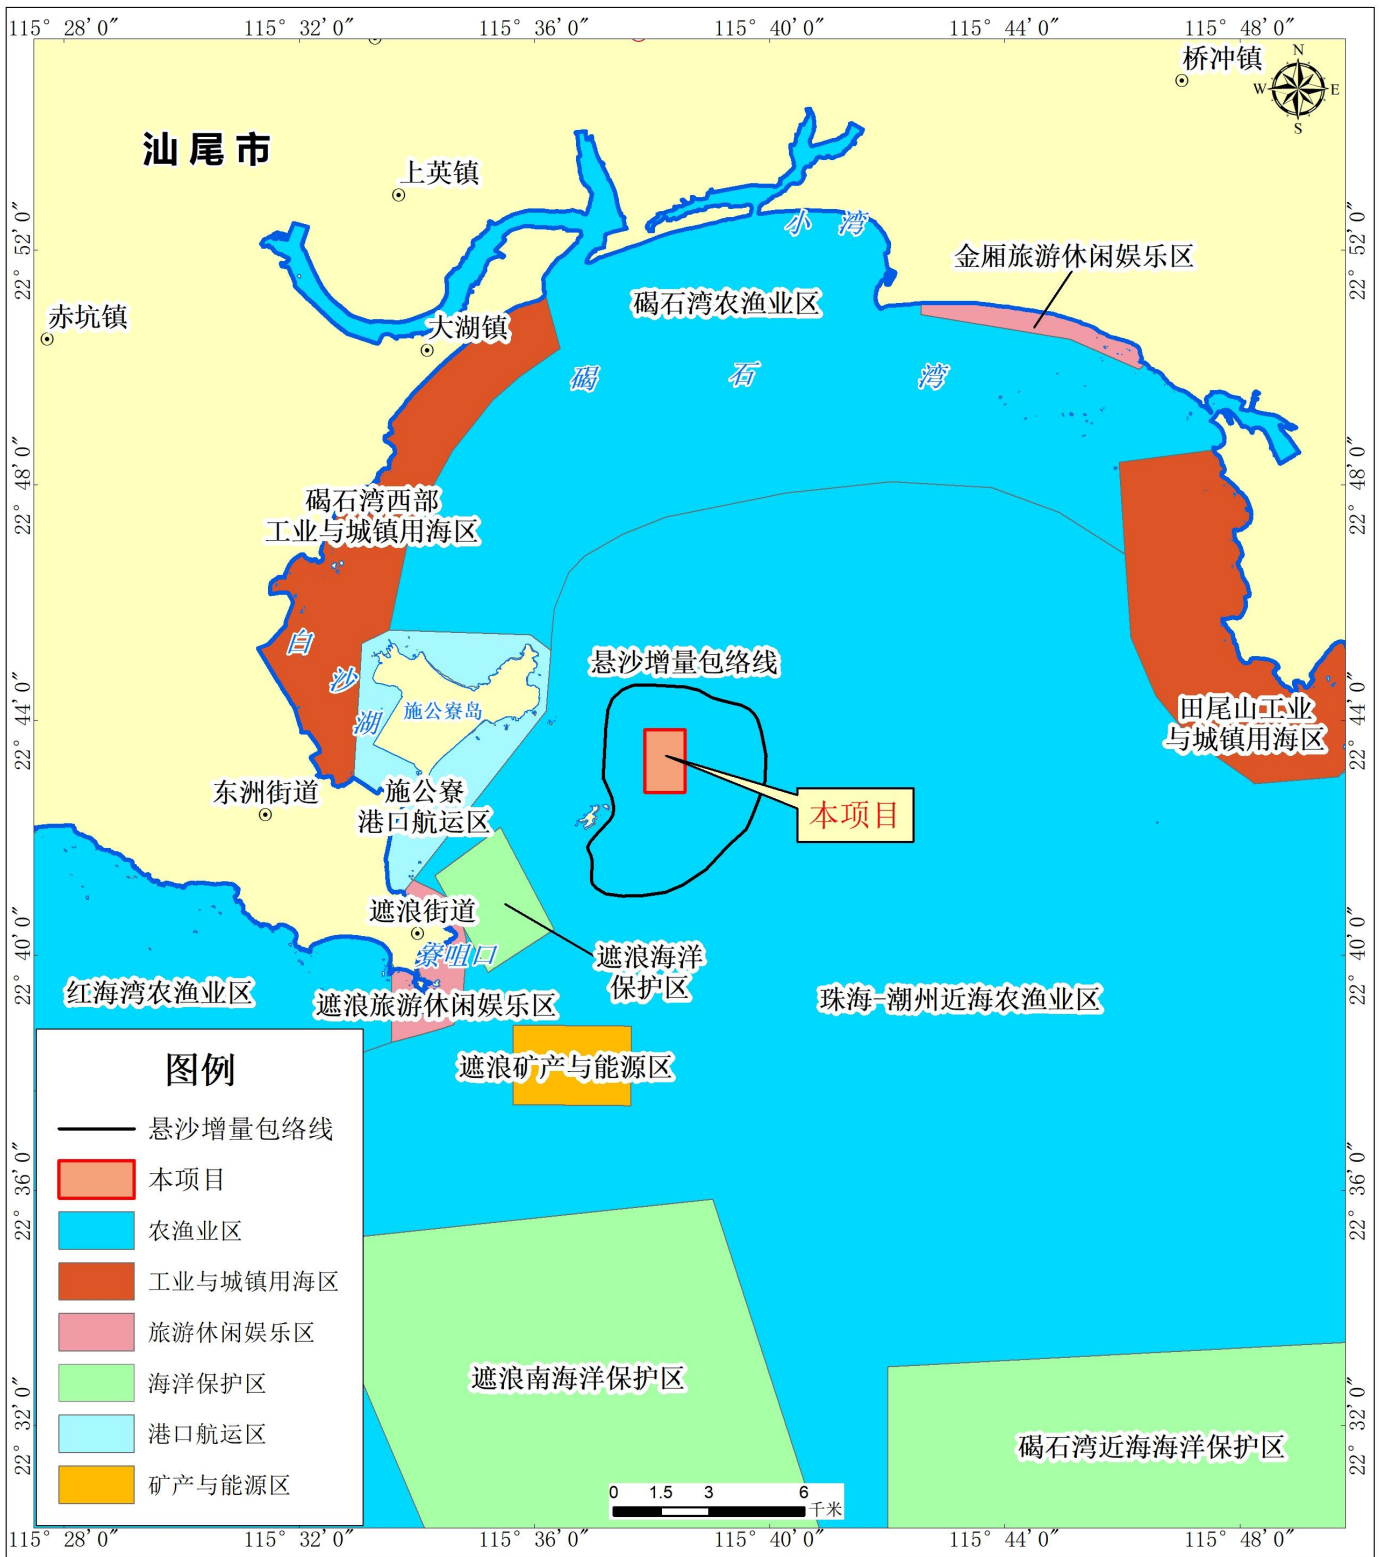 115° 28′ 0″
115° 32′ 0″
115° 36′ 0″
115° 40′ 0″
115° 44′ 0″
115° 48′ 0″
桥冲镇
N
W
E
S
汕尾市
上英镇
22° 52′ 0″
22° 52′ 0″
小湾
金厢旅游休闲娱乐区
赤坑镇
大湖镇
碣石湾农渔业区
碣石湾
22° 48′ 0″
22° 48′ 0″
碣石湾西部
工业与城镇用海区
白沙湖
悬沙增量包络线
施公寮岛
22° 44′ 0″
22° 44′ 0″
田尾山工业
与城镇用海区
东洲街道
施公寮
港口航运区
本项目
遮浪街道
寮咀口
22° 40′ 0″
22° 40′ 0″
遮浪海洋
保护区
红海湾农渔业区
遮浪旅游休闲娱乐区
珠海-潮州近海农渔业区
遮浪矿产与能源区
图例
悬沙增量包络线
本项目
农渔业区
工业与城镇用海区
旅游休闲娱乐区
海洋保护区
港口航运区
矿产与能源区
22° 36′ 0″
22° 36′ 0″
遮浪南海洋保护区
22° 32′ 0″
22° 32′ 0″
碣石湾近海海洋保护区
0 1.5 3 6
千米
115° 28′ 0″
115° 32′ 0″
115° 36′ 0″
115° 40′ 0″
115° 44′ 0″
115° 48′ 0″